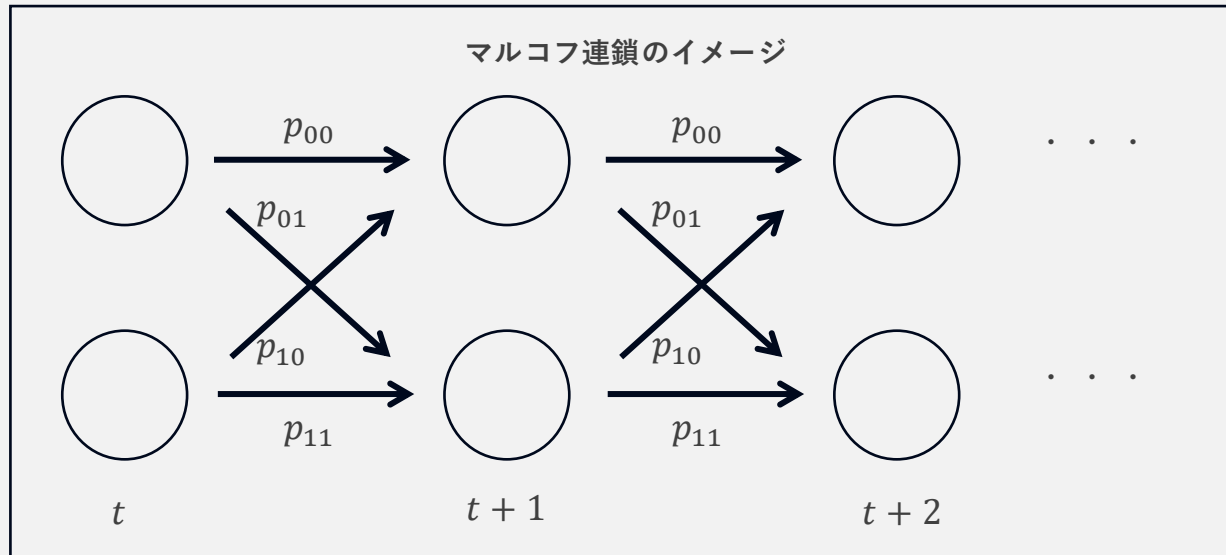 マルコフ連鎖のイメージ
p₀₀ p₀₀ . . .
p₀₁ p₀₁
p₁₀ p₁₀ . . .
p₁₁ p₁₁
t t + 1 t + 2